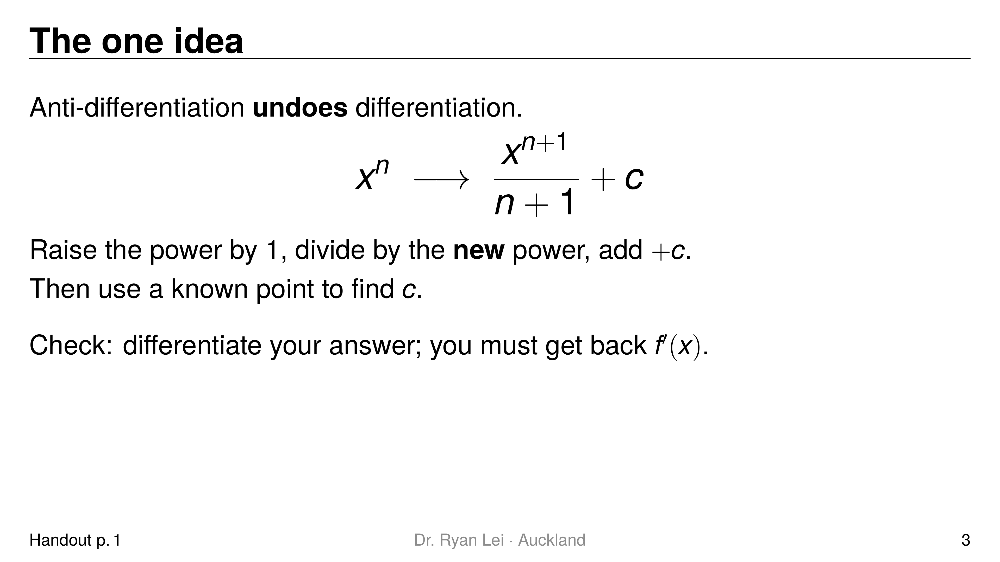 The one idea
Anti-differentiation undoes differentiation.
xⁿ ⟶ xⁿ⁺¹ / (n + 1) + c
Raise the power by 1, divide by the new power, add +c.
Then use a known point to find c.
Check: differentiate your answer; you must get back f′(x).
Handout p. 1
Dr. Ryan Lei · Auckland
3